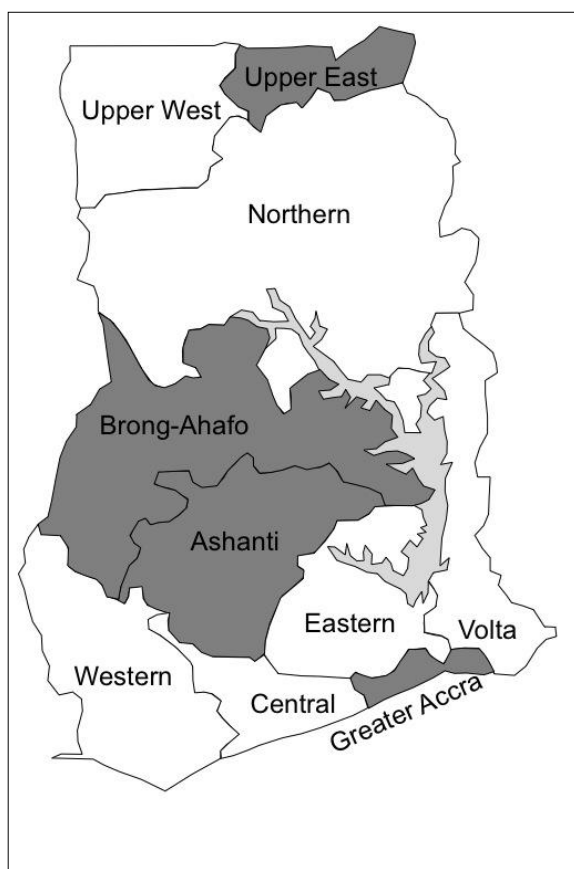 Upper East
Upper West
Northern
Brong-Ahafo
Ashanti
Eastern
Volta
Western
Central
Greater Accra